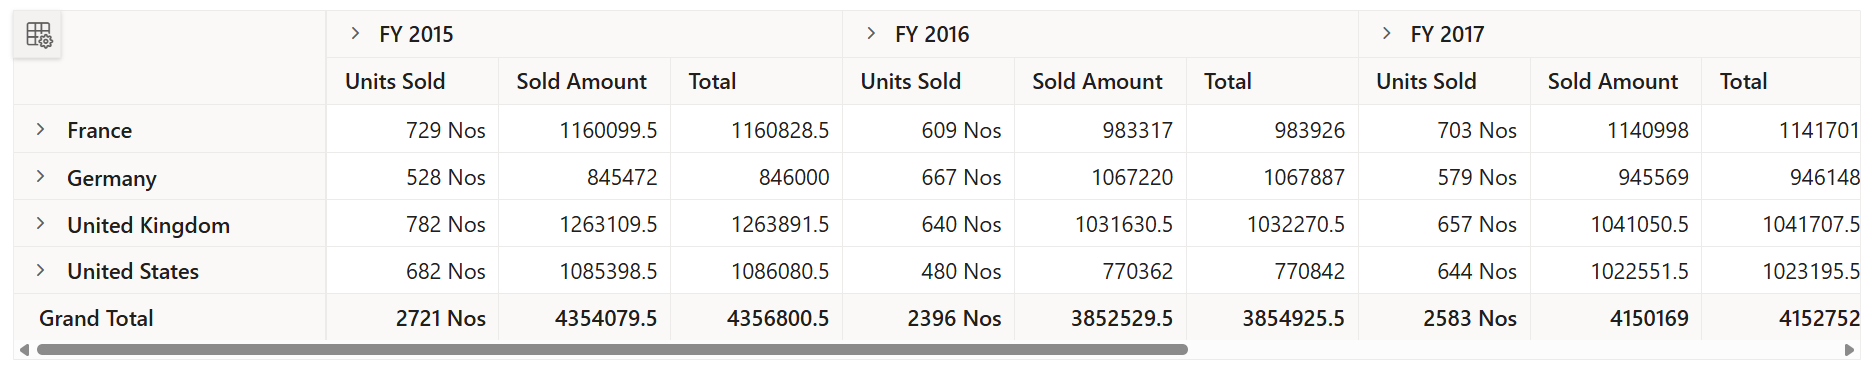 FY 2015 FY 2016 FY 2017
Units Sold Sold Amount Total Units Sold Sold Amount Total Units Sold Sold Amount Total
France 729 Nos 1160099.5 1160828.5 609 Nos 983317 983926 703 Nos 1140998 1141701
Germany 528 Nos 845472 846000 667 Nos 1067220 1067887 579 Nos 945569 946148
United Kingdom 782 Nos 1263109.5 1263891.5 640 Nos 1031630.5 1032270.5 657 Nos 1041050.5 1041707.5
United States 682 Nos 1085398.5 1086080.5 480 Nos 770362 770842 644 Nos 1022551.5 1023195.5
Grand Total 2721 Nos 4354079.5 4356800.5 2396 Nos 3852529.5 3854925.5 2583 Nos 4150169 4152752